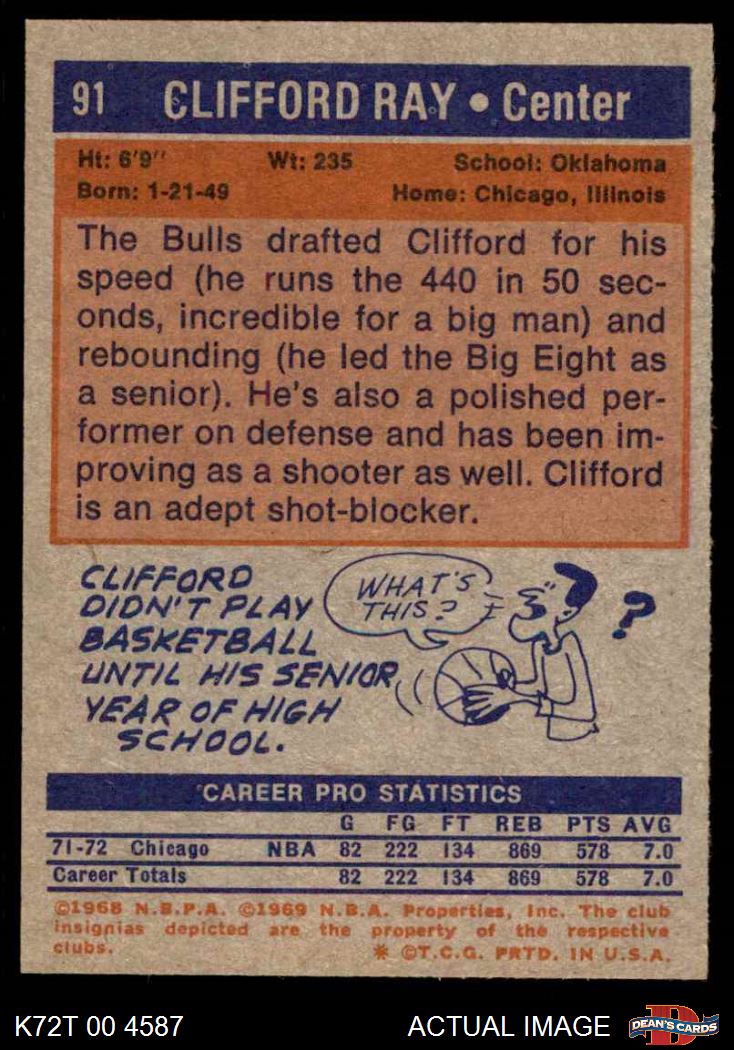 91 CLIFFORD RAY • Center
Ht: 6'9" Wt: 235 School: Oklahoma
Born: 1-21-49 Home: Chicago, Illinois
The Bulls drafted Clifford for his
speed (he runs the 440 in 50 sec-
onds, incredible for a big man) and
rebounding (he led the Big Eight as
a senior). He's also a polished per-
former on defense and has been im-
proving as a shooter as well. Clifford
is an adept shot-blocker.
CLIFFORD
DIDN'T PLAY
BASKETBALL
UNTIL HIS SENIOR
YEAR OF HIGH
SCHOOL.
WHAT'S
THIS?
?
CAREER PRO STATISTICS
G FG FT REB PTS AVG
71-72 Chicago NBA 82 222 134 869 578 7.0
Career Totals 82 222 134 869 578 7.0
©1968 N.B.P.A. ©1969 N.B.A. Properties, Inc. The club
insignias depicted are the property of the respective
clubs. * ©T.C.G. PRTD. IN U.S.A.
K72T 00 4587 ACTUAL IMAGE D DEAN'S CARDS